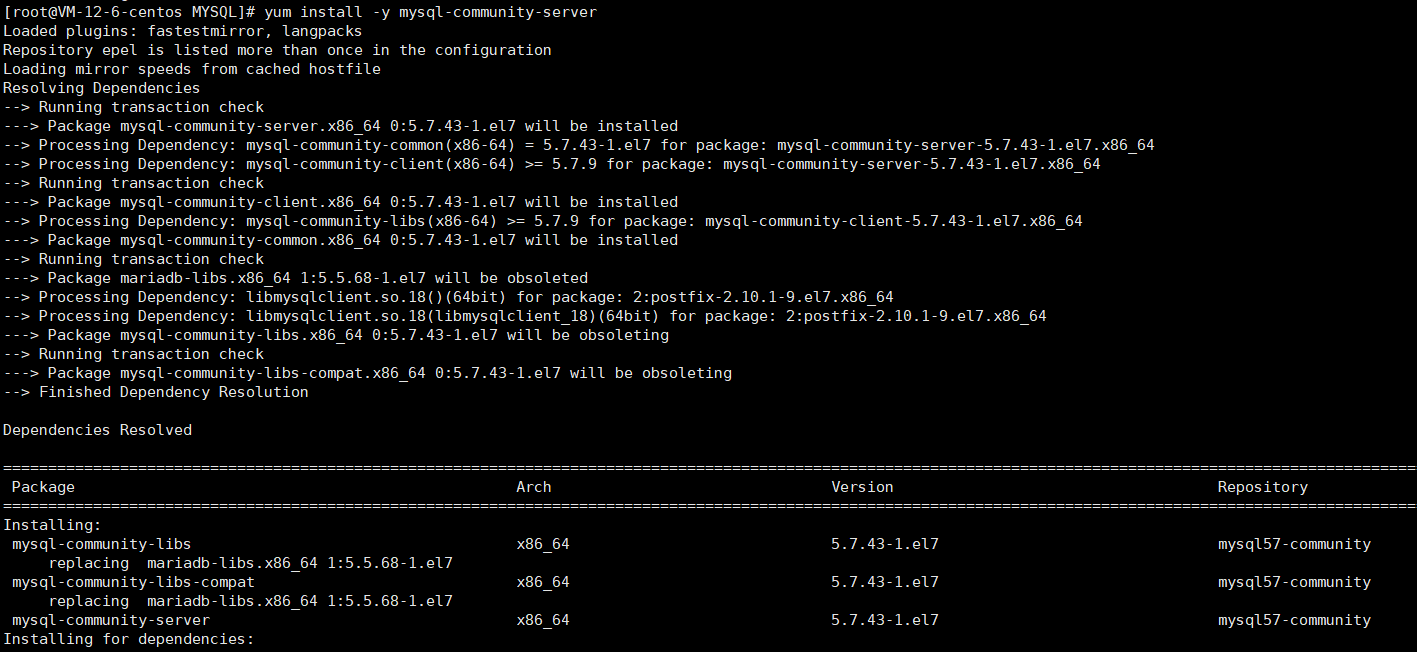 [root@VM-12-6-centos MYSQL]# yum install -y mysql-community-server
Loaded plugins: fastestmirror, langpacks
Repository epel is listed more than once in the configuration
Loading mirror speeds from cached hostfile
Resolving Dependencies
--> Running transaction check
---> Package mysql-community-server.x86_64 0:5.7.43-1.el7 will be installed
--> Processing Dependency: mysql-community-common(x86-64) = 5.7.43-1.el7 for package: mysql-community-server-5.7.43-1.el7.x86_64
--> Processing Dependency: mysql-community-client(x86-64) >= 5.7.9 for package: mysql-community-server-5.7.43-1.el7.x86_64
--> Running transaction check
---> Package mysql-community-client.x86_64 0:5.7.43-1.el7 will be installed
--> Processing Dependency: mysql-community-libs(x86-64) >= 5.7.9 for package: mysql-community-client-5.7.43-1.el7.x86_64
---> Package mysql-community-common.x86_64 0:5.7.43-1.el7 will be installed
--> Running transaction check
---> Package mariadb-libs.x86_64 1:5.5.68-1.el7 will be obsoleted
--> Processing Dependency: libmysqlclient.so.18()(64bit) for package: 2:postfix-2.10.1-9.el7.x86_64
--> Processing Dependency: libmysqlclient.so.18(libmysqlclient_18)(64bit) for package: 2:postfix-2.10.1-9.el7.x86_64
---> Package mysql-community-libs.x86_64 0:5.7.43-1.el7 will be obsoleting
--> Running transaction check
---> Package mysql-community-libs-compat.x86_64 0:5.7.43-1.el7 will be obsoleting
--> Finished Dependency Resolution
Dependencies Resolved
================================================================================
Package Arch Version Repository
================================================================================
Installing:
mysql-community-libs x86_64 5.7.43-1.el7 mysql57-community
replacing mariadb-libs.x86_64 1:5.5.68-1.el7
mysql-community-libs-compat x86_64 5.7.43-1.el7 mysql57-community
replacing mariadb-libs.x86_64 1:5.5.68-1.el7
mysql-community-server x86_64 5.7.43-1.el7 mysql57-community
Installing for dependencies: